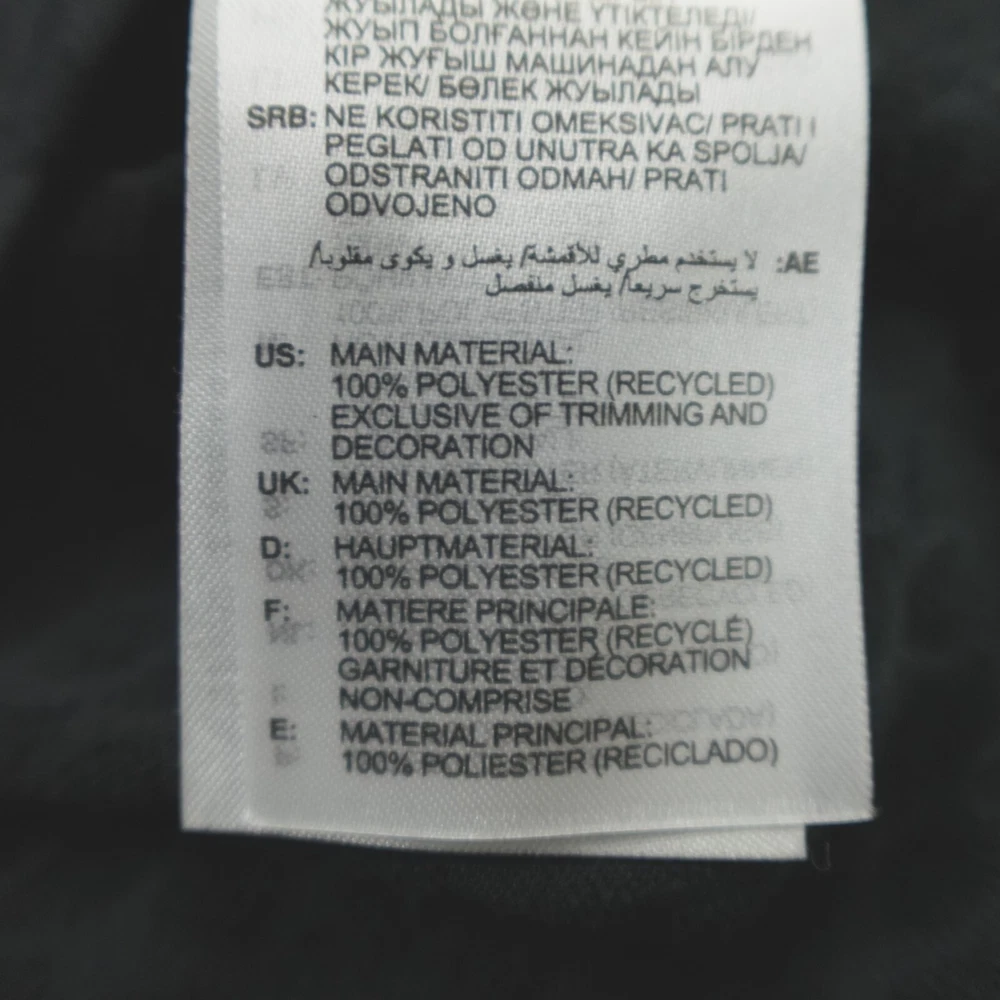 ЖУЫЛАДЫ ЖӘНЕ ҮТІКТЕЛЕДІ/
ЖУЫП БОЛҒАННАН КЕЙІН БІРДЕН
КІР ЖУҒЫШ МАШИНАДАН АЛУ
КЕРЕК/ БӨЛЕК ЖУЫЛАДЫ
SRB: NE KORISTITI OMEKSIVAC/ PRATI I
PEGLATI OD UNUTRA KA SPOLJA/
ODSTRANITI ODMAH/ PRATI
ODVOJENO
AE: لا يستخدم مطري للأقمشة/ يغسل و يكوى مقلوبا/
يستخرج سريعا/ يغسل منفصل
US: MAIN MATERIAL:
100% POLYESTER (RECYCLED)
EXCLUSIVE OF TRIMMING AND
DECORATION
UK: MAIN MATERIAL:
100% POLYESTER (RECYCLED)
D: HAUPTMATERIAL:
100% POLYESTER (RECYCLED)
F: MATIERE PRINCIPALE:
100% POLYESTER (RECYCLÉ)
GARNITURE ET DÉCORATION
NON-COMPRISE
E: MATERIAL PRINCIPAL:
100% POLIESTER (RECICLADO)